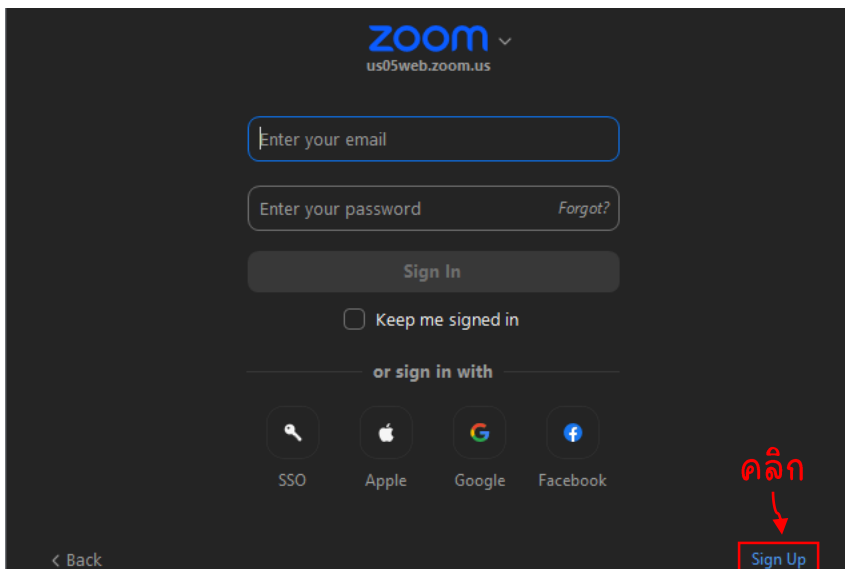 zoom
us05web.zoom.us
Enter your email
Enter your password Forgot?
Sign In
Keep me signed in
or sign in with
SSO Apple Google Facebook
คลิก
< Back Sign Up